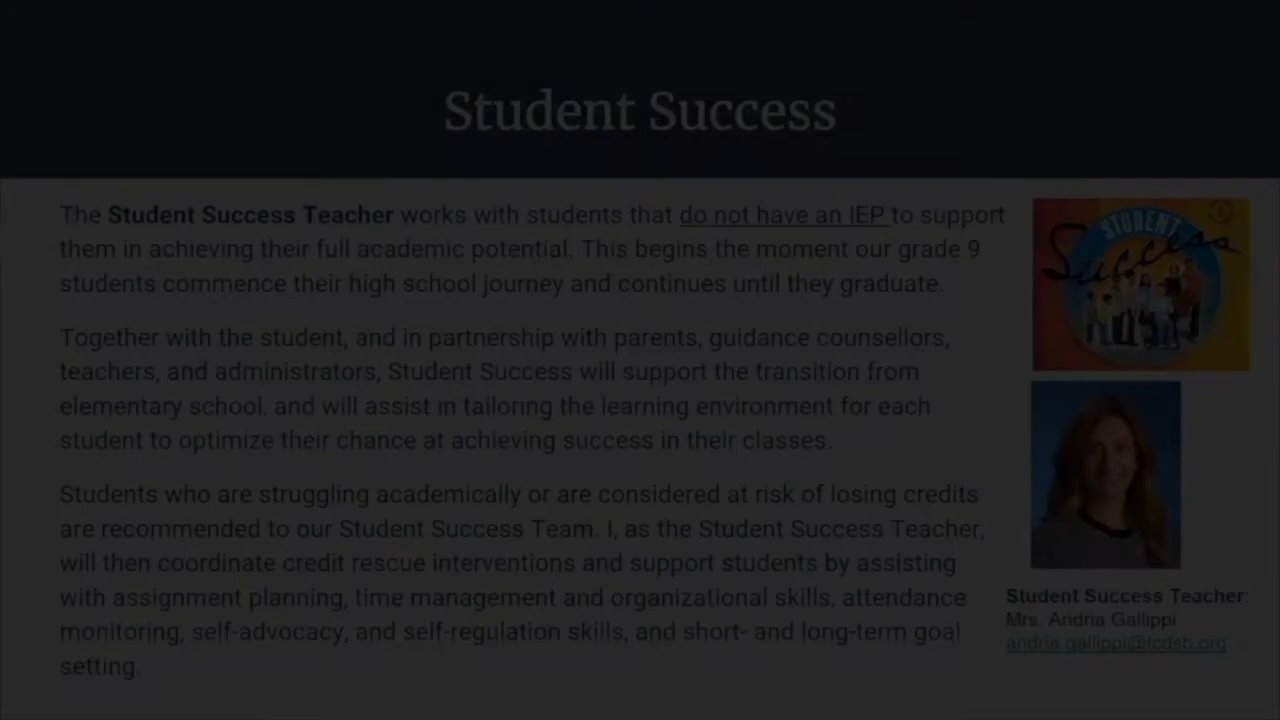 Student Success
The Student Success Teacher works with students that do not have an IEP to support
them in achieving their full academic potential. This begins the moment our grade 9
students commence their high school journey and continues until they graduate.
Together with the student, and in partnership with parents, guidance counsellors,
teachers, and administrators, Student Success will support the transition from
elementary school, and will assist in tailoring the learning environment for each
student to optimize their chance at achieving success in their classes.
Students who are struggling academically or are considered at risk of losing credits
are recommended to our Student Success Team. I, as the Student Success Teacher,
will then coordinate credit rescue interventions and support students by assisting
with assignment planning, time management and organizational skills, attendance
monitoring, self-advocacy, and self-regulation skills, and short- and long-term goal
setting.
STUDENT
Success
Student Success Teacher:
Mrs. Andria Gallippi
andria.gallippi@tcdsb.org